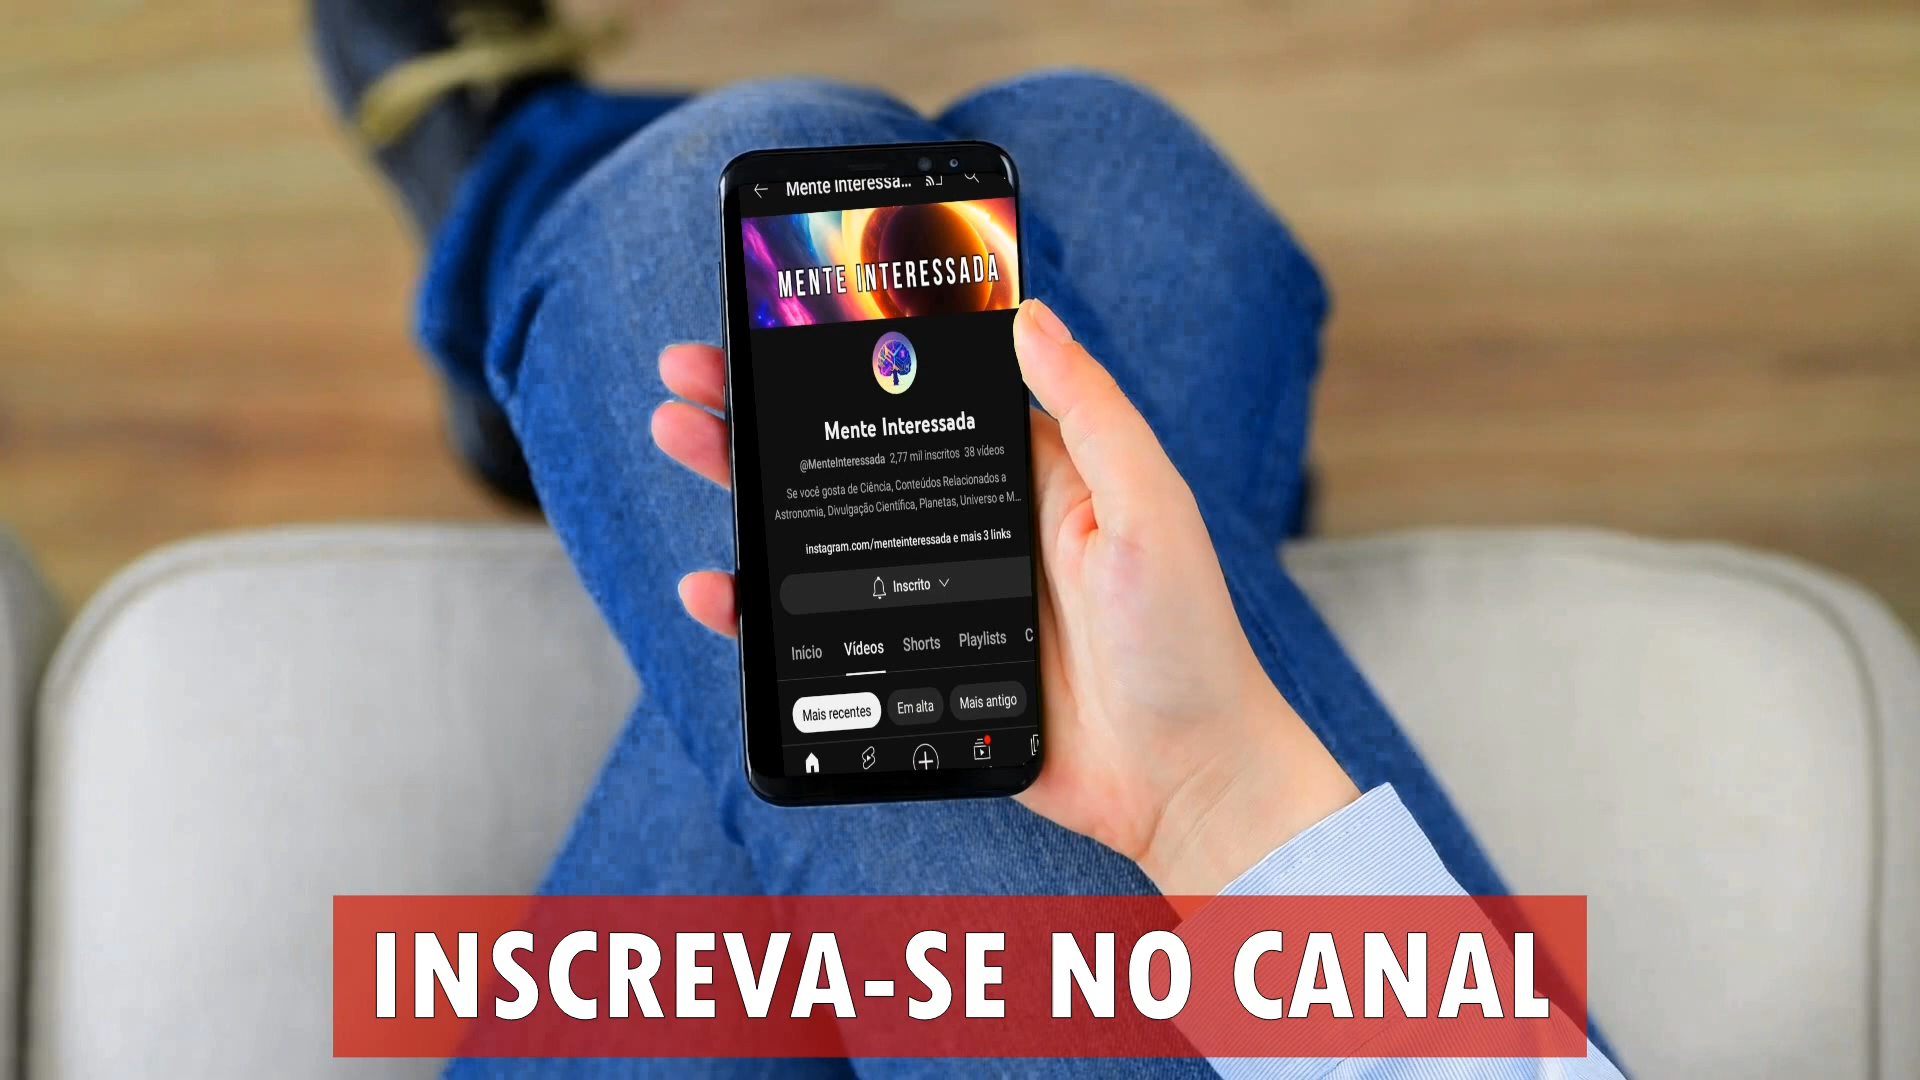 Mente Interessa...
MENTE INTERESSADA
Mente Interessada
@MenteInteressada 2,77 mil inscritos 38 vídeos
Se você gosta de Ciência, Conteúdos Relacionados a
Astronomia, Divulgação Científica, Planetas, Universo e M...
instagram.com/menteinteressada e mais 3 links
Inscrito
Início Vídeos Shorts Playlists C
Mais recentes Em alta Mais antigo
INSCREVA-SE NO CANAL